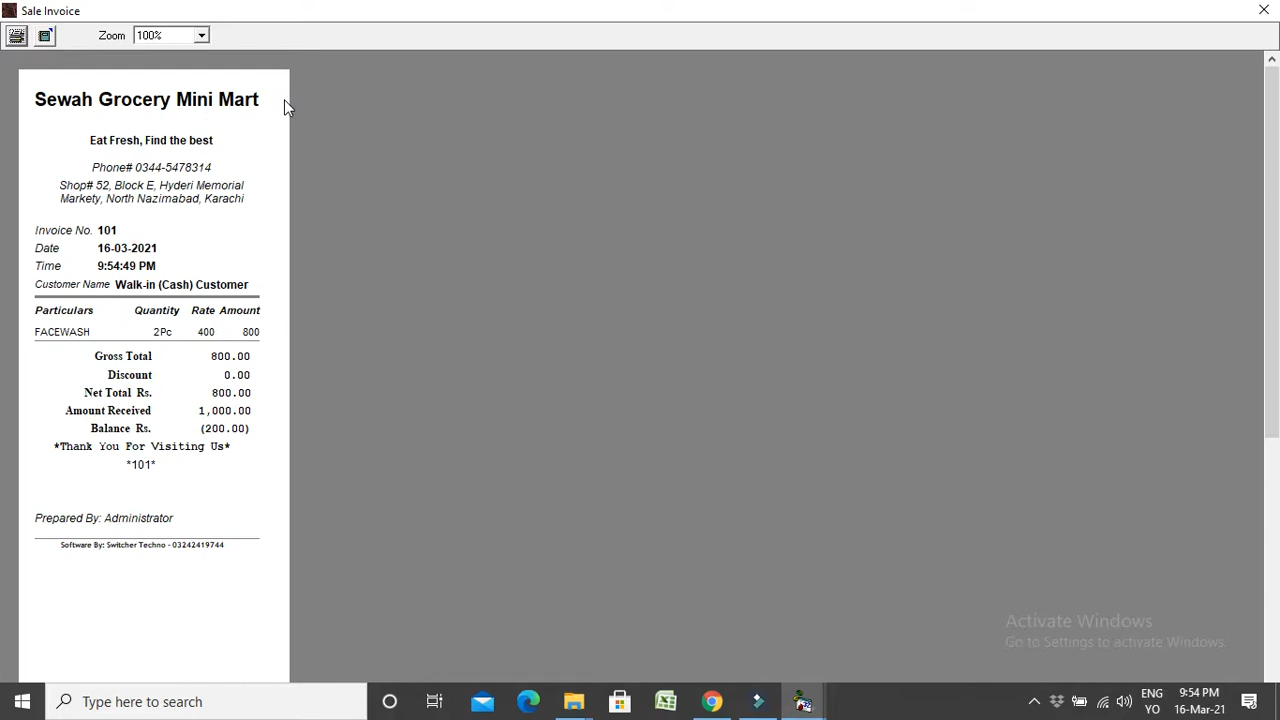 Sale Invoice
Zoom 100%
Sewah Grocery Mini Mart
Eat Fresh, Find the best
Phone# 0344-5478314
Shop# 52, Block E, Hyderi Memorial
Markety, North Nazimabad, Karachi
Invoice No. 101
Date 16-03-2021
Time 9:54:49 PM
Customer Name Walk-in (Cash) Customer
Particulars Quantity Rate Amount
FACEWASH 2Pc 400 800
Gross Total 800.00
Discount 0.00
Net Total Rs. 800.00
Amount Received 1,000.00
Balance Rs. (200.00)
*Thank You For Visiting Us*
*101*
Prepared By: Administrator
Software By: Switcher Techno - 03242419744
Activate Windows
Go to Settings to activate Windows.
Type here to search
ENG 9:54 PM
YO 16-Mar-21